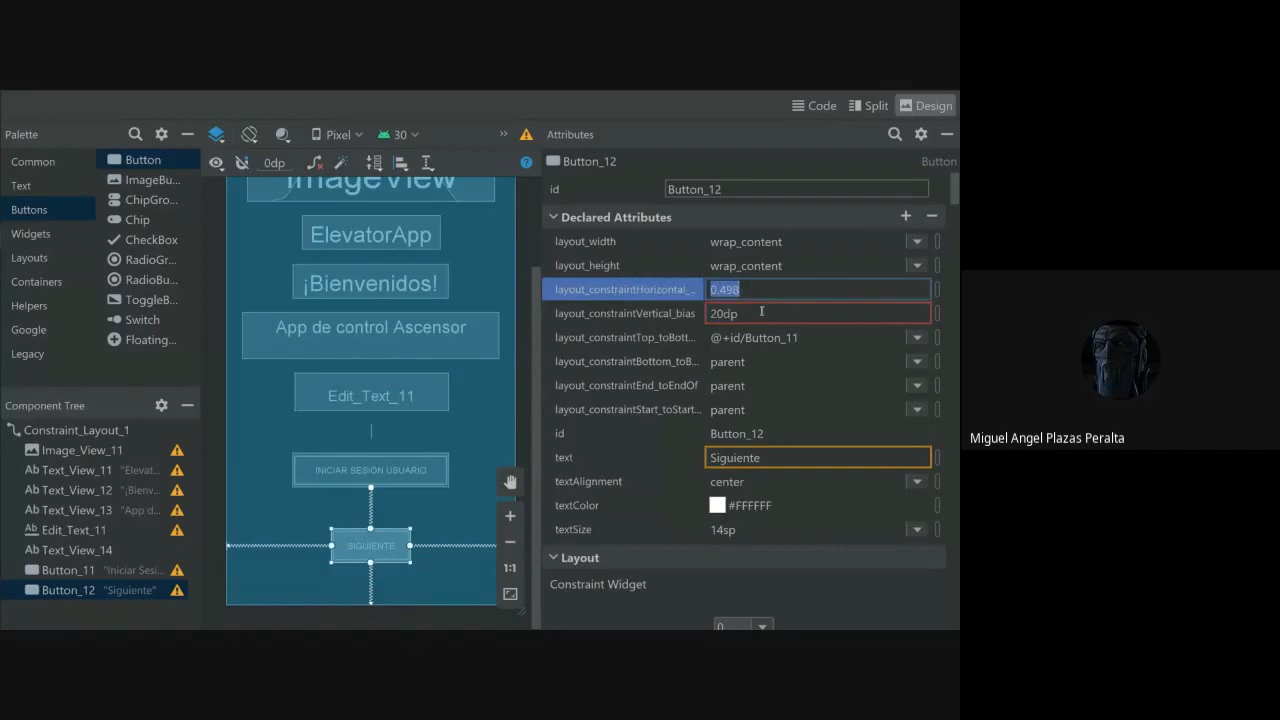 Code
Split
Design
Palette
Pixel
30
Attributes
Common
Button
0dp
Button_12
Button
Text
ImageBu...
ImageView
id
Button_12
Buttons
ChipGro...
Declared Attributes
Widgets
Chip
ElevatorApp
layout_width
wrap_content
Layouts
CheckBox
layout_height
wrap_content
Containers
RadioGr...
¡Bienvenidos!
layout_constraintHorizontal_...
0.498
Helpers
RadioBu...
layout_constraintVertical_bias
20dp
Google
ToggleB...
App de control Ascensor
layout_constraintTop_toBott...
@+id/Button_11
Legacy
Switch
layout_constraintBottom_toB...
parent
Floating...
layout_constraintEnd_toEndOf
parent
Component Tree
Edit_Text_11
layout_constraintStart_toStart...
parent
Constraint_Layout_1
id
Button_12
Image_View_11
text
Siguiente
Text_View_11 "Elevat...
INICIAR SESIÓN USUARIO
textAlignment
center
Text_View_12 "¡Bienv...
textColor
#FFFFFF
Text_View_13 "App d...
textSize
14sp
Edit_Text_11
SIGUIENTE
Layout
Text_View_14
1:1
Constraint Widget
Button_11 "Iniciar Sesi...
Button_12 "Siguiente"
0
Miguel Angel Plazas Peralta